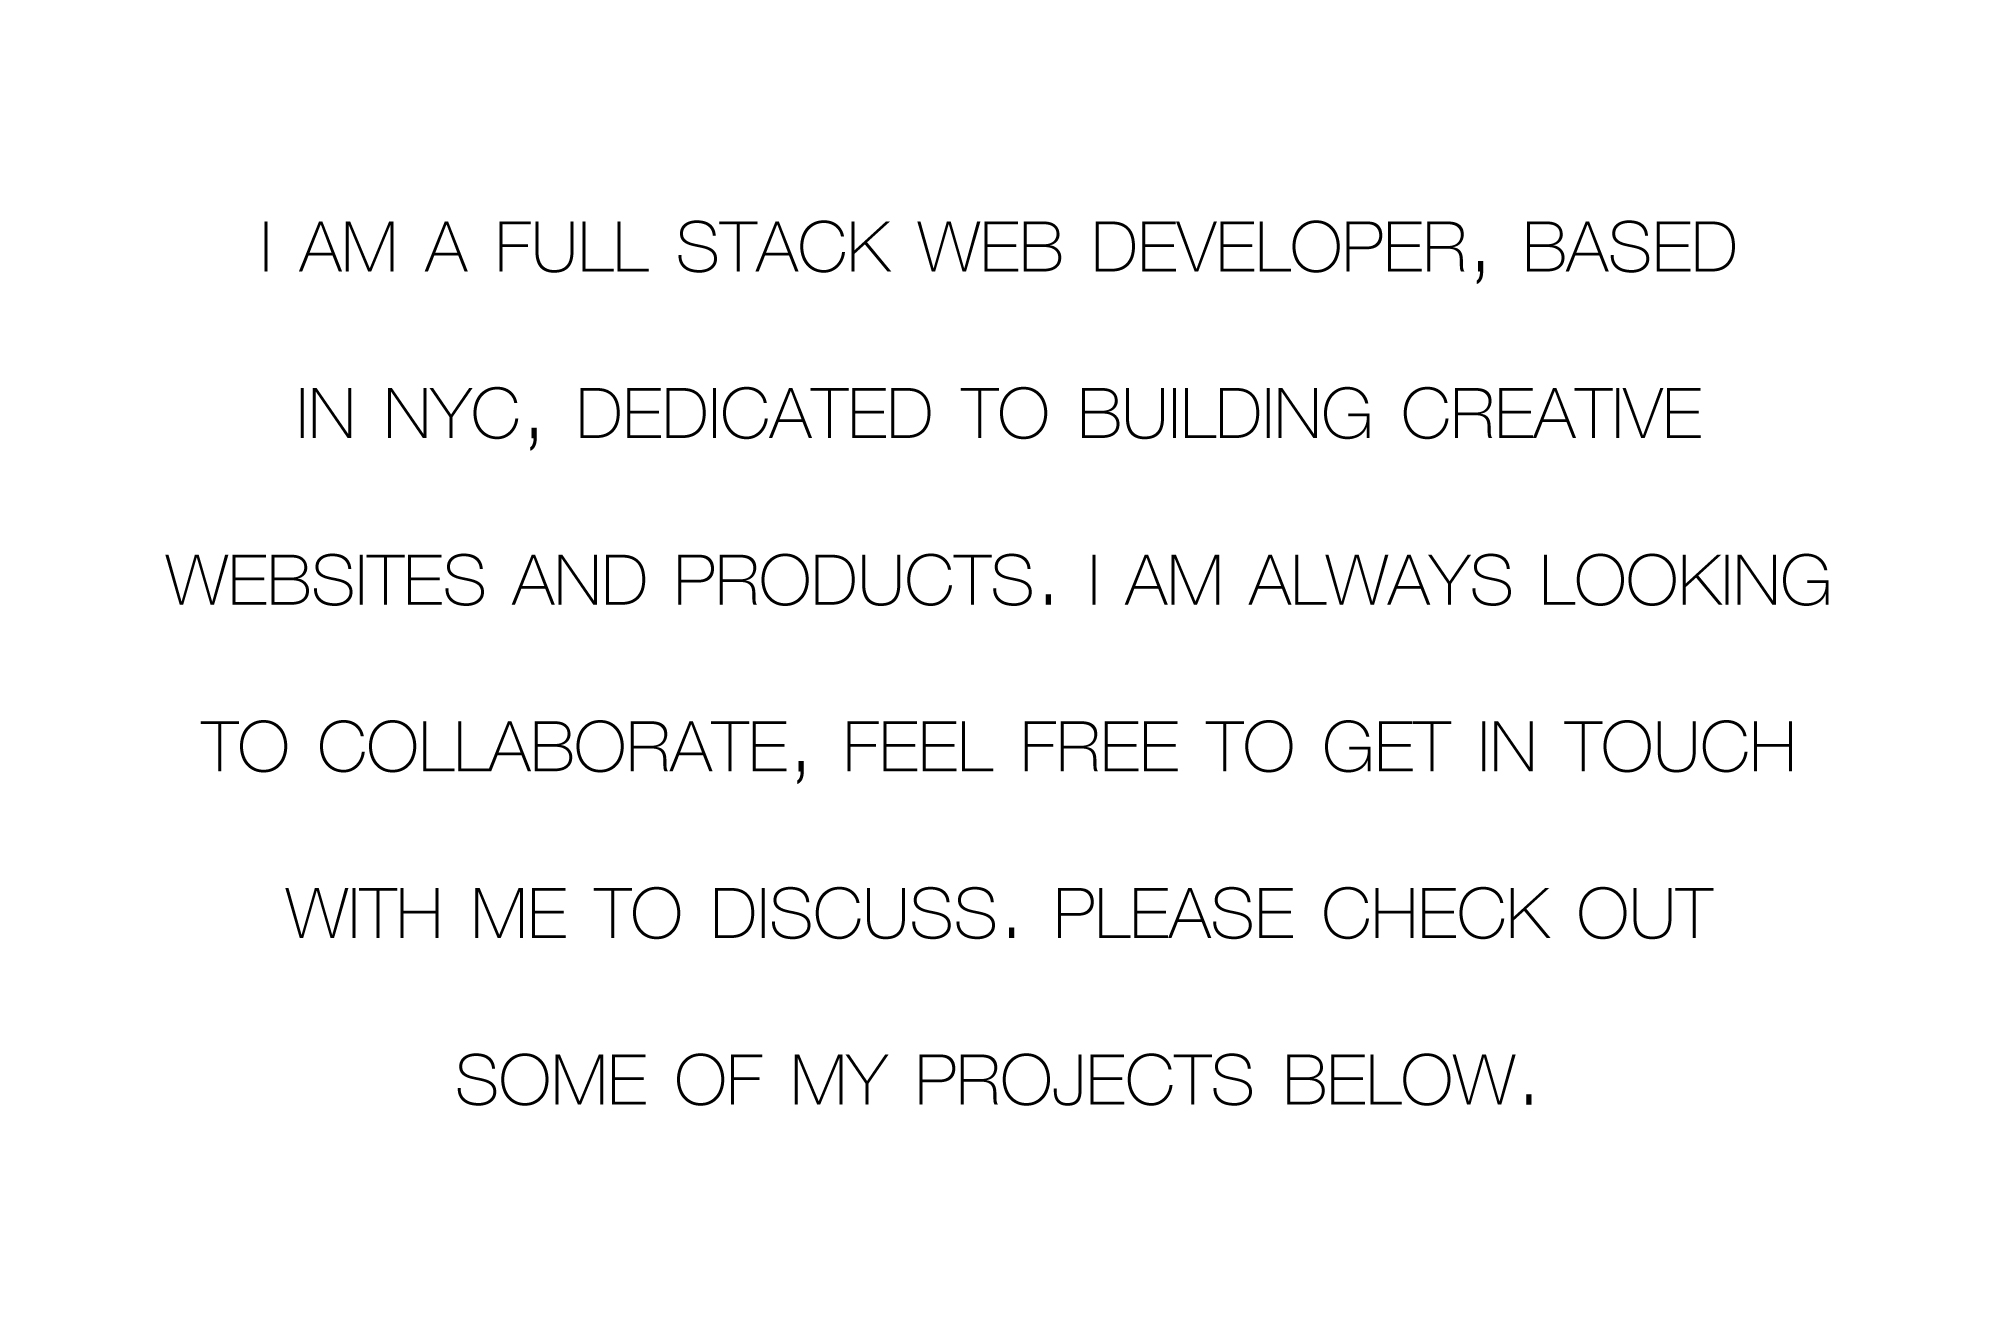 I AM A FULL STACK WEB DEVELOPER, BASED
IN NYC, DEDICATED TO BUILDING CREATIVE
WEBSITES AND PRODUCTS. I AM ALWAYS LOOKING
TO COLLABORATE, FEEL FREE TO GET IN TOUCH
WITH ME TO DISCUSS. PLEASE CHECK OUT
SOME OF MY PROJECTS BELOW.